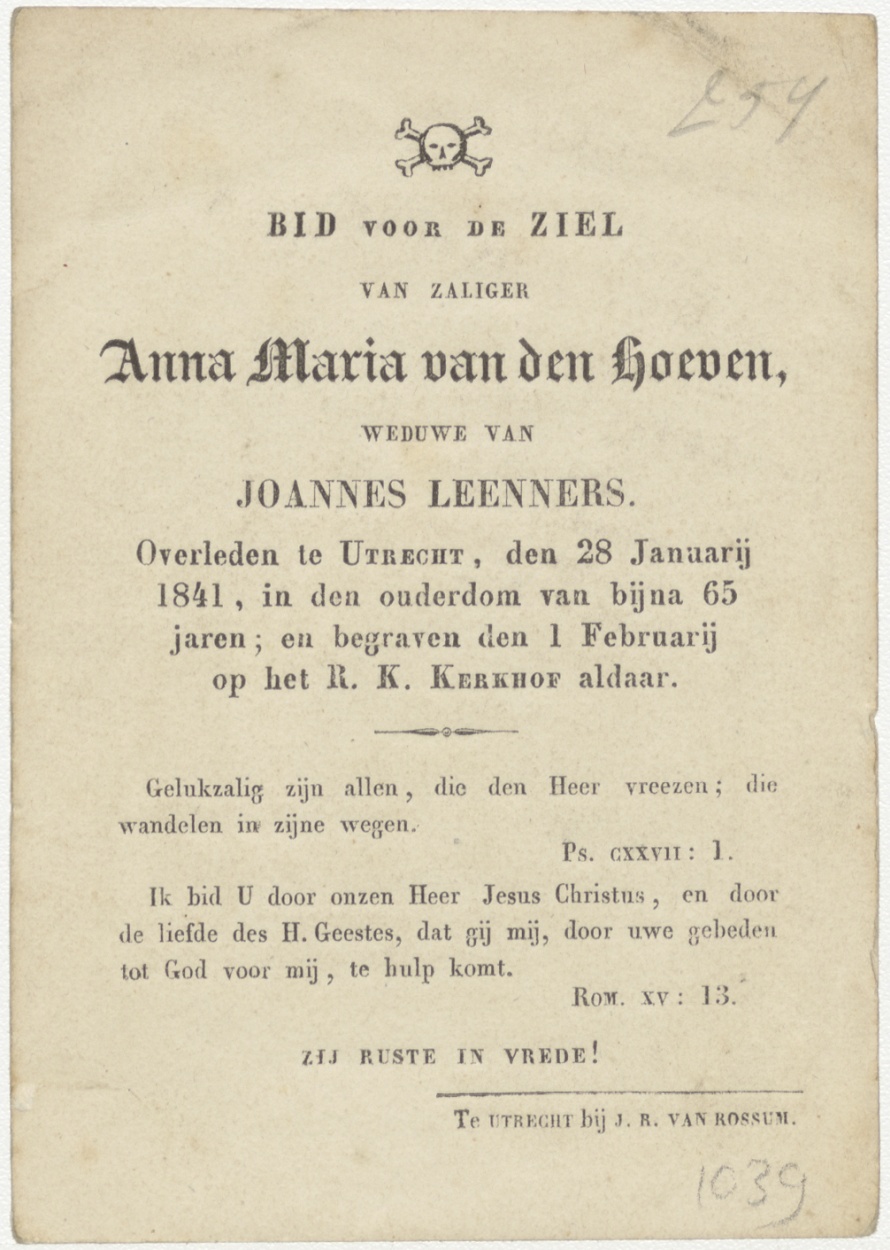 254
BID VOOR DE ZIEL
VAN ZALIGER
Anna Maria van den Hoeven,
WEDUWE VAN
JOANNES LEENNERS.
Overleden te UTRECHT, den 28 Januarij
1841, in den ouderdom van bijna 65
jaren; en begraven den 1 Februarij
op het R. K. KERKHOF aldaar.
Gelukzalig zijn allen, die den Heer vreezen; die
wandelen in zijne wegen.
Ps. CXXVII: 1.
Ik bid U door onzen Heer Jesus Christus, en door
de liefde des H. Geestes, dat gij mij, door uwe gebeden
tot God voor mij, te hulp komt.
ROM. XV: 13.
ZIJ RUSTE IN VREDE!
Te UTRECHT bij J. R. VAN ROSSUM.
1039